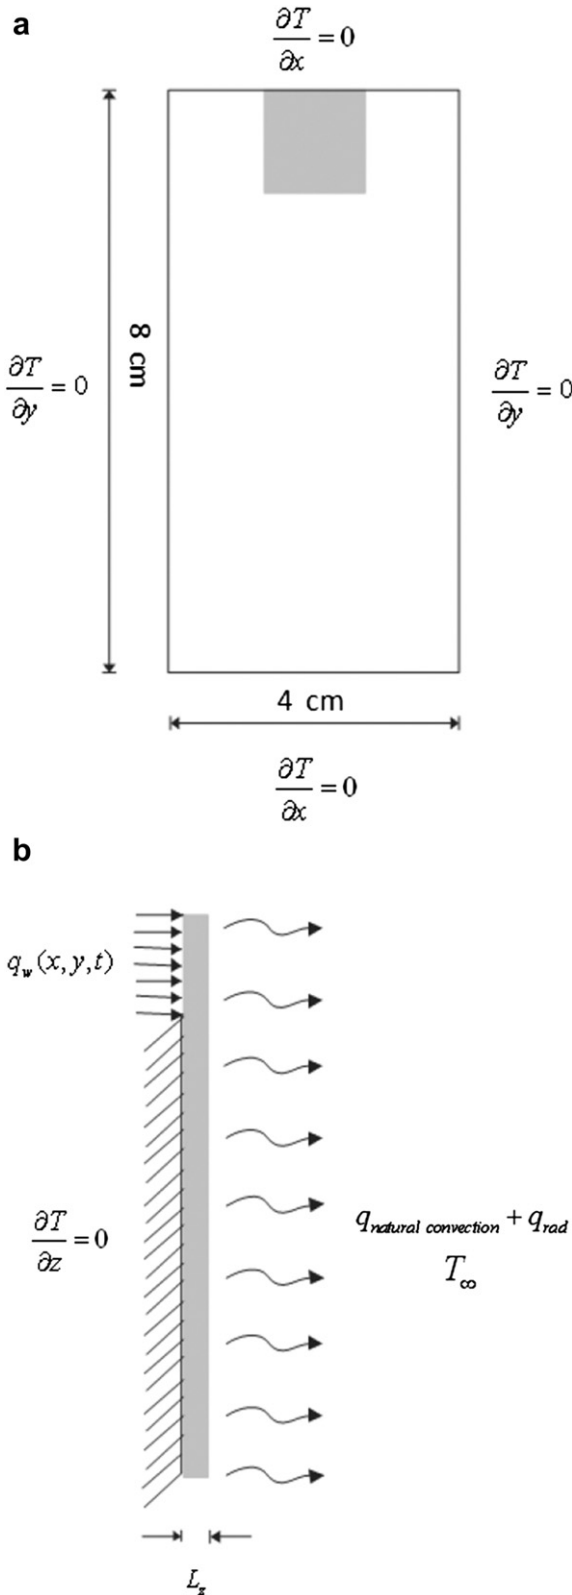 a
∂T/∂x = 0
8 cm
∂T/∂y = 0
∂T/∂y = 0
4 cm
∂T/∂x = 0
b
q_w(x, y, t)
∂T/∂z = 0
q_natural convection + q_rad
T_∞
L_z